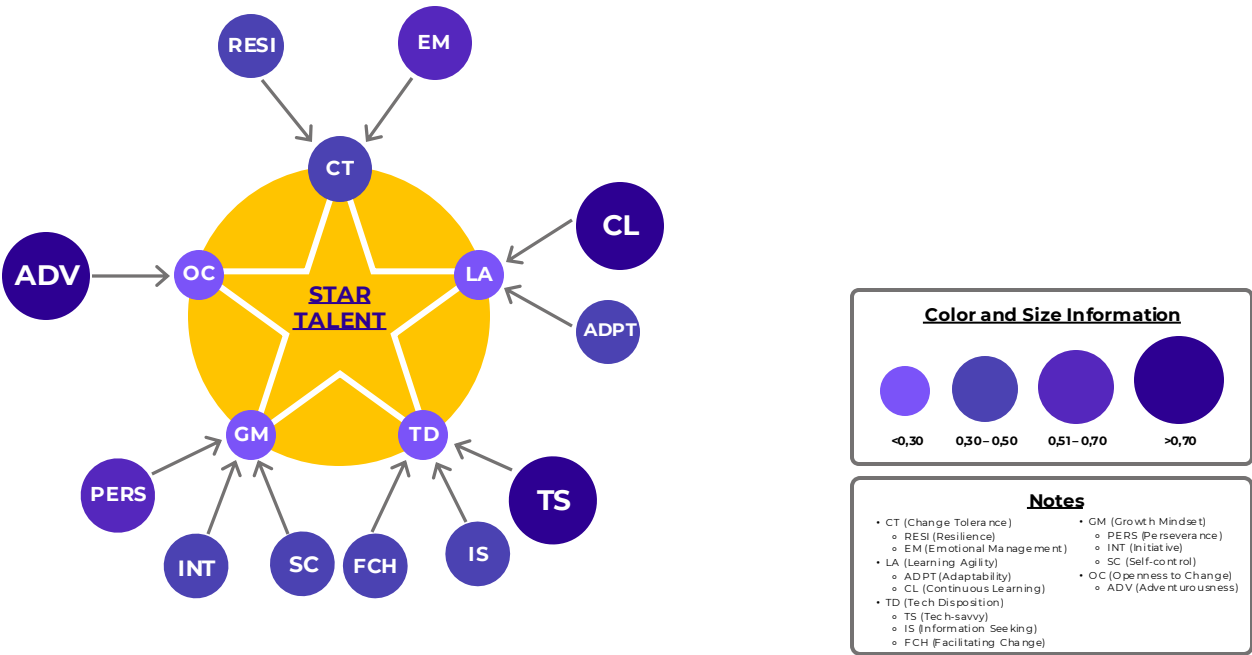 RESI
EM
CT
CL
ADV
OC
LA
STAR
TALENT
ADPT
GM
TD
PERS
TS
INT
SC
FCH
IS
Color and Size Information
<0,30
0,30 – 0,50
0,51 – 0,70
>0,70
Notes
• CT (Change Tolerance)
◦ RESI (Resilience)
◦ EM (Emotional Management)
• LA (Learning Agility)
◦ ADPT (Adaptability)
◦ CL (Continuous Learning)
• TD (Tech Disposition)
◦ TS (Tech-savvy)
◦ IS (Information Seeking)
◦ FCH (Facilitating Change)
• GM (Growth Mindset)
◦ PERS (Perseverance)
◦ INT (Initiative)
◦ SC (Self-control)
• OC (Openness to Change)
◦ ADV (Adventurousness)